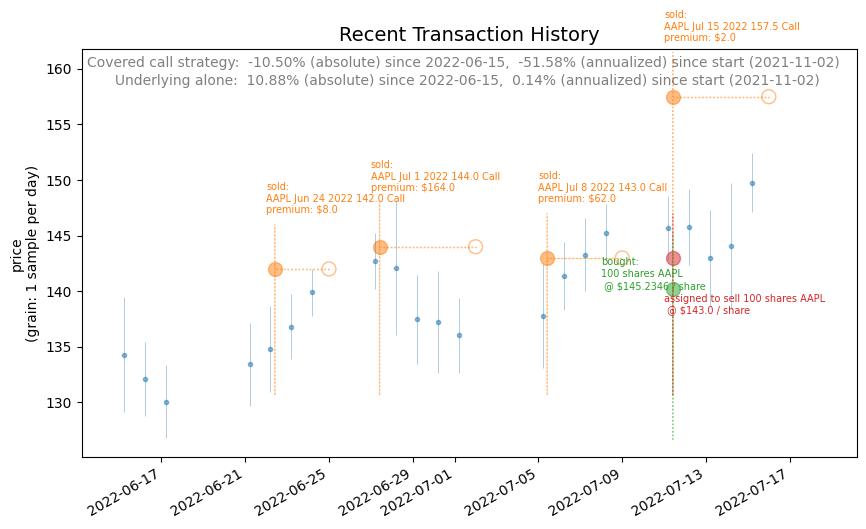 sold:
AAPL Jul 15 2022 157.5 Call
premium: $2.0
Recent Transaction History
Covered call strategy:  -10.50% (absolute) since 2022-06-15,  -51.58% (annualized) since start (2021-11-02)
Underlying alone:  10.88% (absolute) since 2022-06-15,  0.14% (annualized) since start (2021-11-02)
sold:
AAPL Jun 24 2022 142.0 Call
premium: $8.0
sold:
AAPL Jul 1 2022 144.0 Call
premium: $164.0
sold:
AAPL Jul 8 2022 143.0 Call
premium: $62.0
bought:
100 shares AAPL
@ $145.2346 / share
assigned to sell 100 shares AAPL
@ $143.0 / share
price
(grain: 1 sample per day)
160
155
150
145
140
135
130
2022-06-17
2022-06-21
2022-06-25
2022-06-29
2022-07-01
2022-07-05
2022-07-09
2022-07-13
2022-07-17